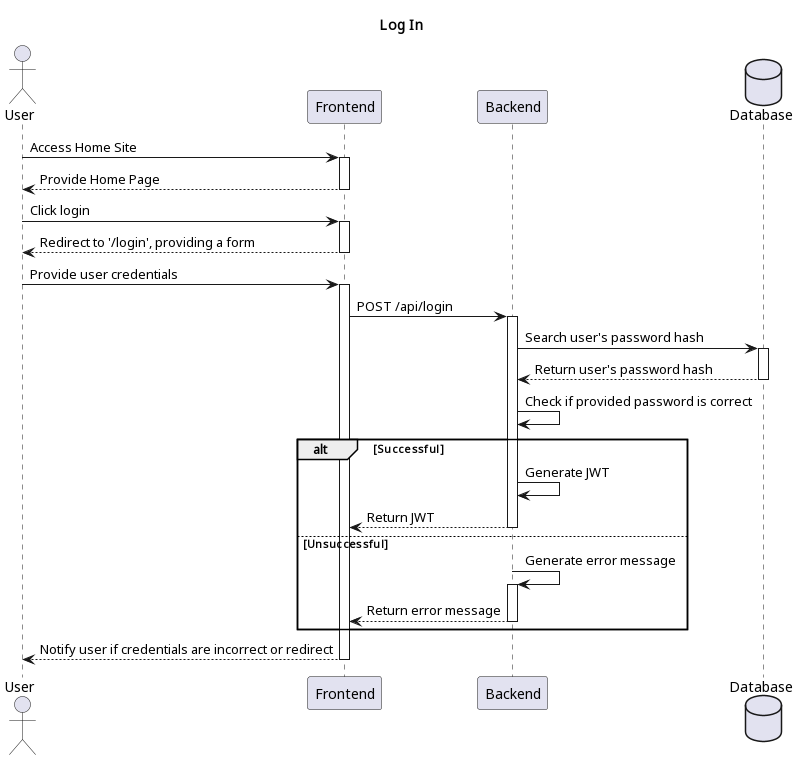 Log In
User
Frontend
Backend
Database
Access Home Site
Provide Home Page
Click login
Redirect to '/login', providing a form
Provide user credentials
POST /api/login
Search user's password hash
Return user's password hash
Check if provided password is correct
alt [Successful]
Generate JWT
Return JWT
[Unsuccessful]
Generate error message
Return error message
Notify user if credentials are incorrect or redirect
User
Frontend
Backend
Database